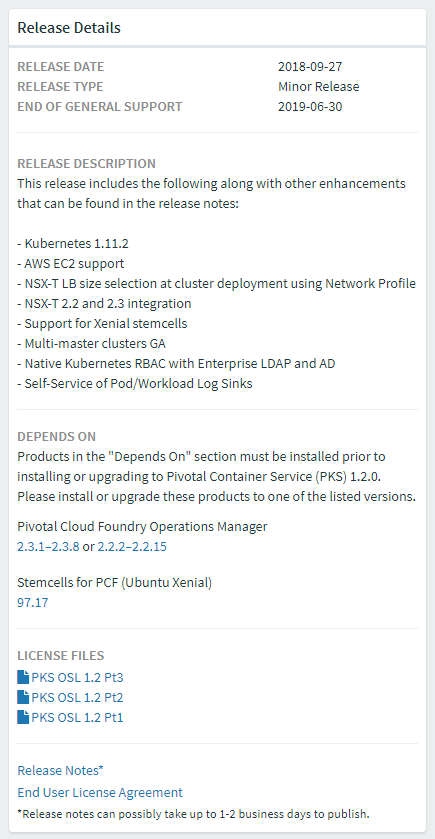 Release Details
RELEASE DATE 2018-09-27
RELEASE TYPE Minor Release
END OF GENERAL SUPPORT 2019-06-30
RELEASE DESCRIPTION
This release includes the following along with other enhancements
that can be found in the release notes:
- Kubernetes 1.11.2
- AWS EC2 support
- NSX-T LB size selection at cluster deployment using Network Profile
- NSX-T 2.2 and 2.3 integration
- Support for Xenial stemcells
- Multi-master clusters GA
- Native Kubernetes RBAC with Enterprise LDAP and AD
- Self-Service of Pod/Workload Log Sinks
DEPENDS ON
Products in the "Depends On" section must be installed prior to
installing or upgrading to Pivotal Container Service (PKS) 1.2.0.
Please install or upgrade these products to one of the listed versions.
Pivotal Cloud Foundry Operations Manager
2.3.1–2.3.8 or 2.2.2–2.2.15
Stemcells for PCF (Ubuntu Xenial)
97.17
LICENSE FILES
PKS OSL 1.2 Pt3
PKS OSL 1.2 Pt2
PKS OSL 1.2 Pt1
Release Notes*
End User License Agreement
*Release notes can possibly take up to 1-2 business days to publish.